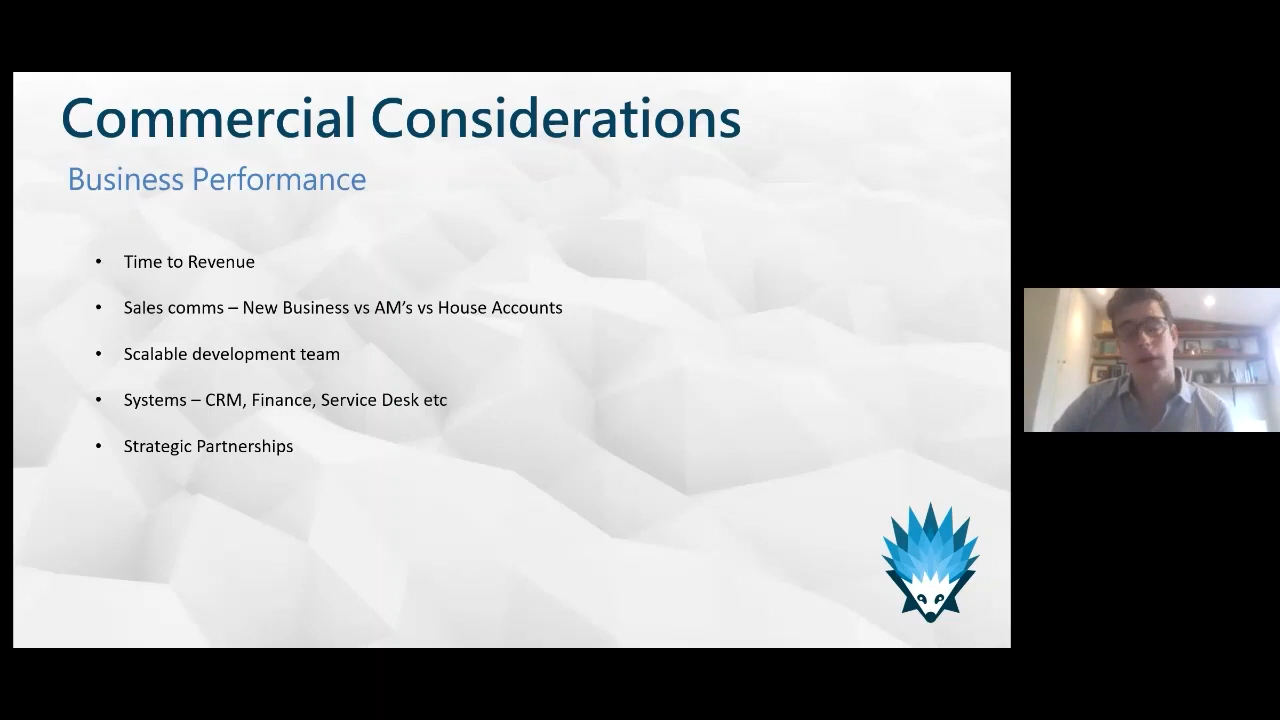 Commercial Considerations
Business Performance
• Time to Revenue
• Sales comms – New Business vs AM’s vs House Accounts
• Scalable development team
• Systems – CRM, Finance, Service Desk etc
• Strategic Partnerships